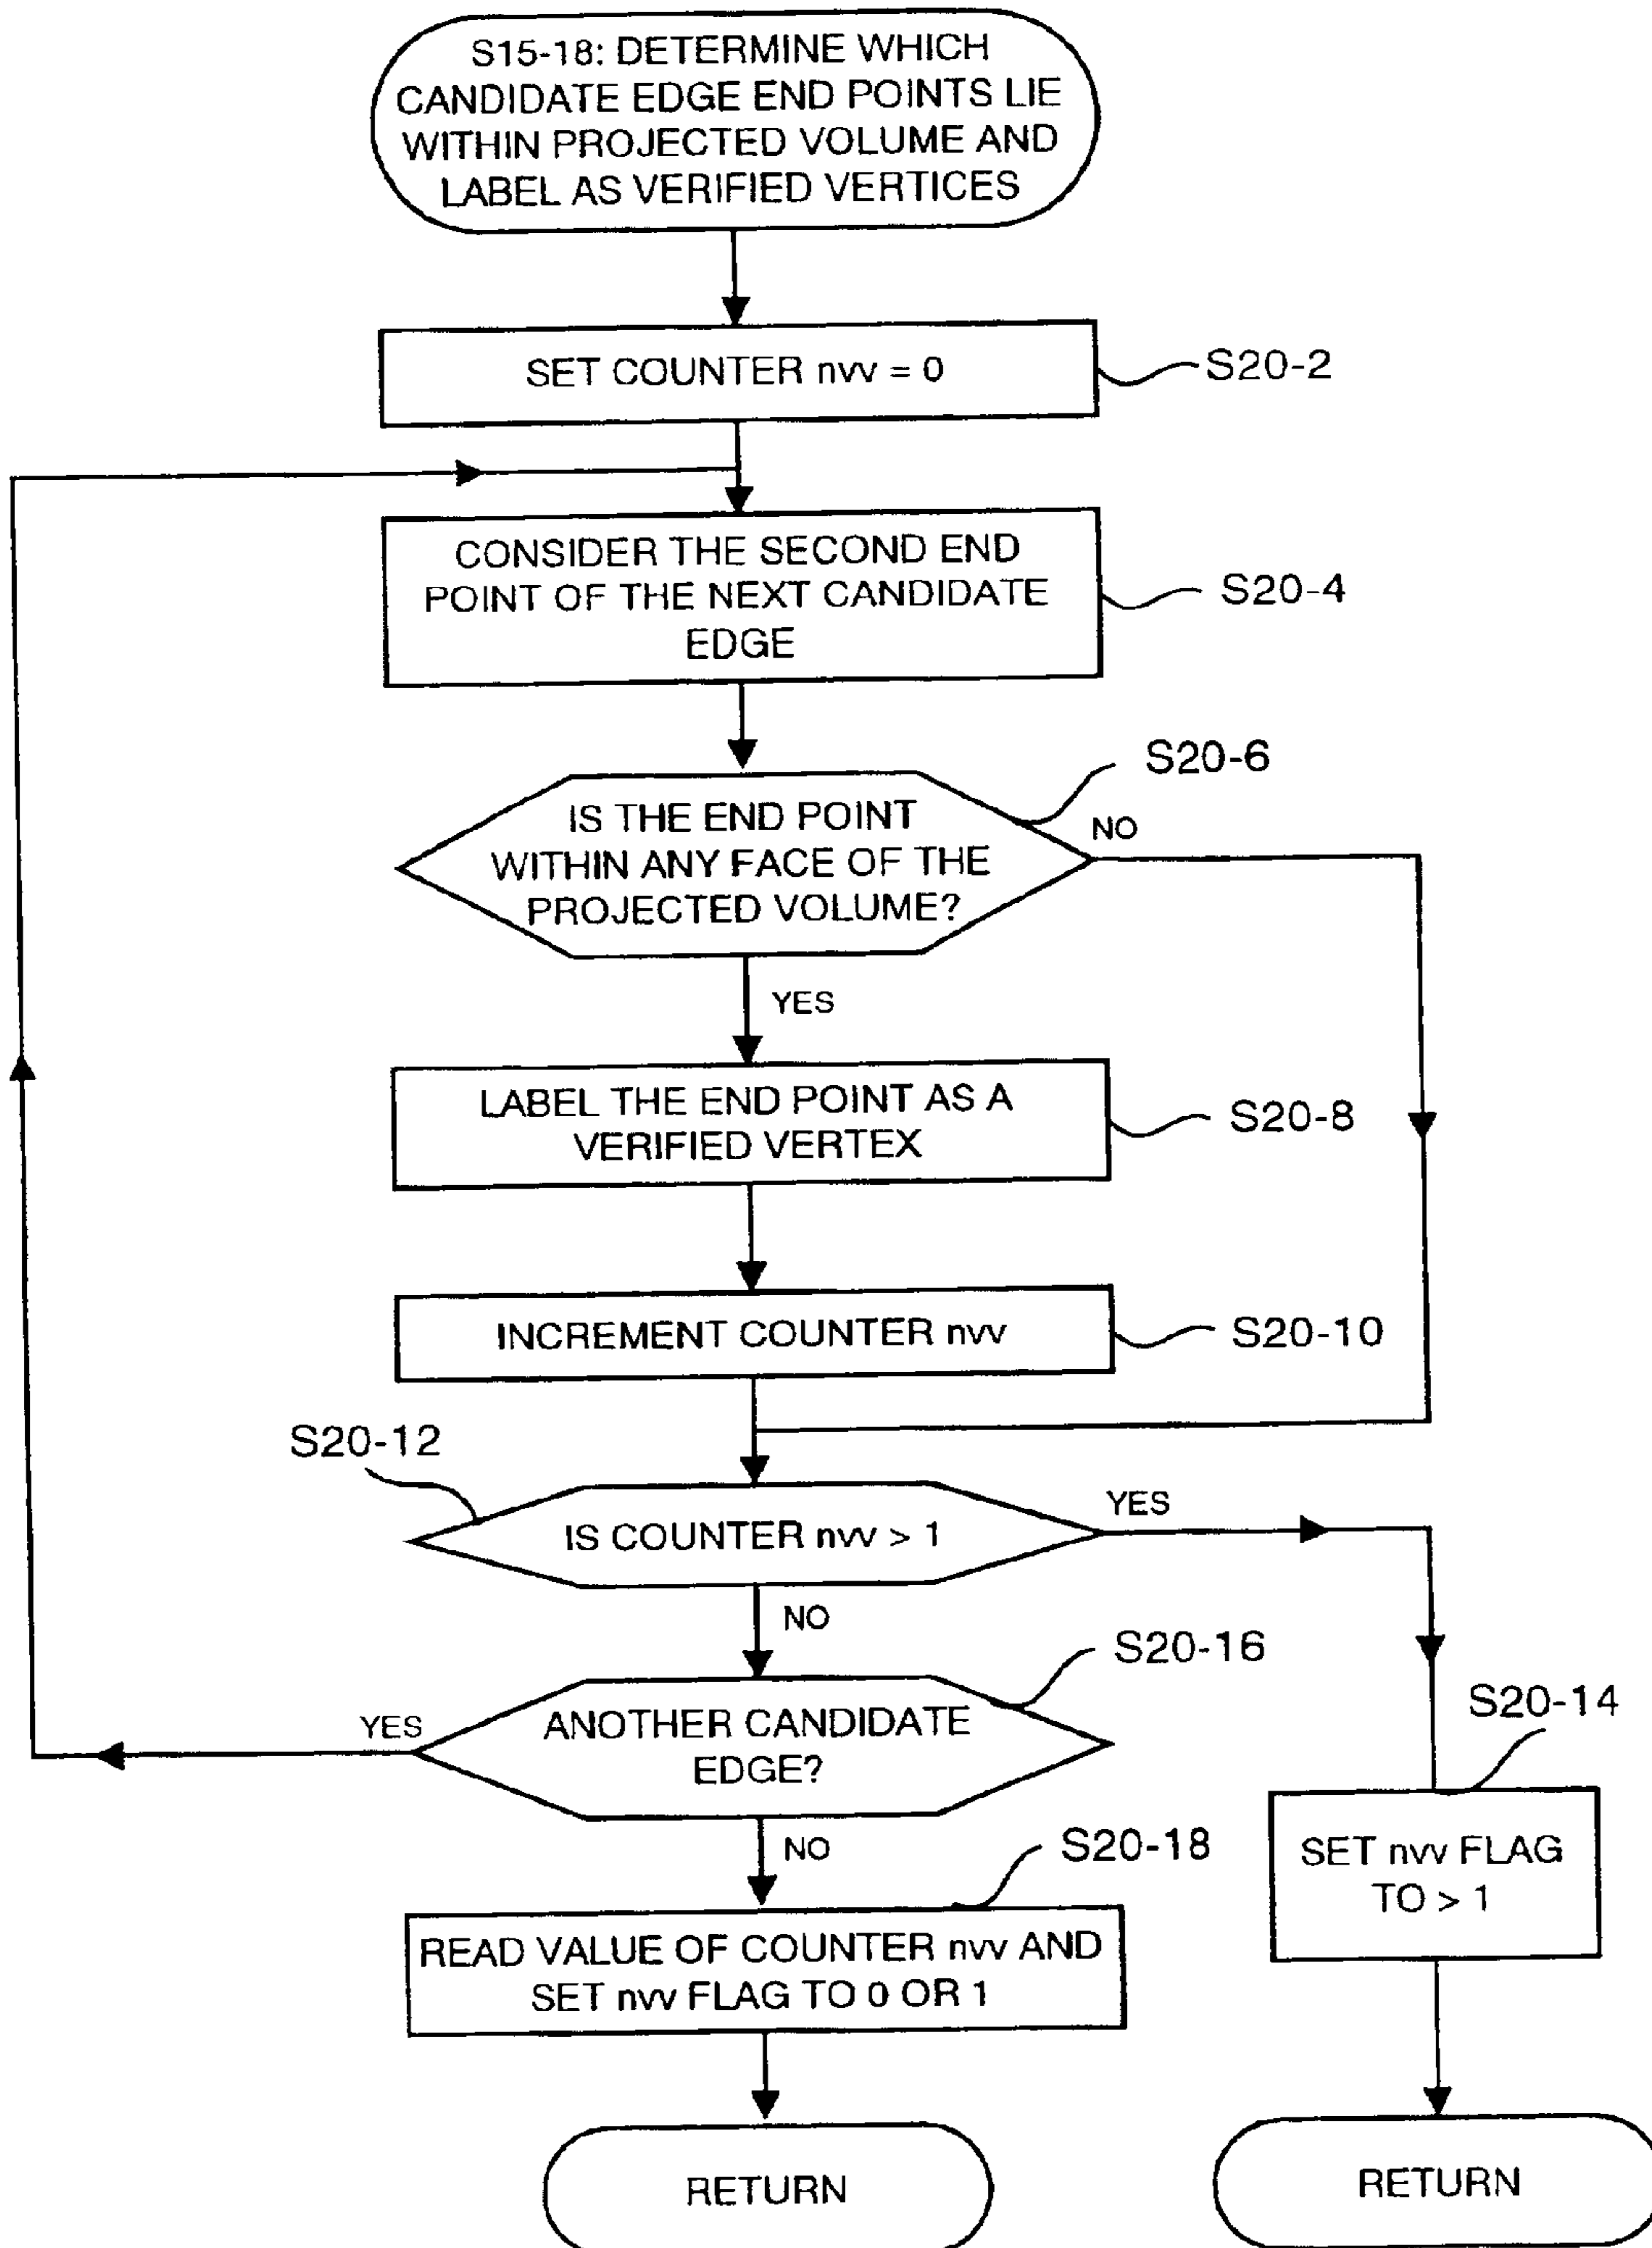 S15-18: DETERMINE WHICH
CANDIDATE EDGE END POINTS LIE
WITHIN PROJECTED VOLUME AND
LABEL AS VERIFIED VERTICES
SET COUNTER nvv = 0
S20-2
CONSIDER THE SECOND END
POINT OF THE NEXT CANDIDATE
EDGE
S20-4
S20-6
IS THE END POINT
WITHIN ANY FACE OF THE
PROJECTED VOLUME?
NO
YES
LABEL THE END POINT AS A
VERIFIED VERTEX
S20-8
INCREMENT COUNTER nvv
S20-10
S20-12
IS COUNTER nvv > 1
YES
NO
S20-16
ANOTHER CANDIDATE
EDGE?
YES
NO
S20-14
SET nvv FLAG
TO > 1
S20-18
READ VALUE OF COUNTER nvv AND
SET nvv FLAG TO 0 OR 1
RETURN
RETURN